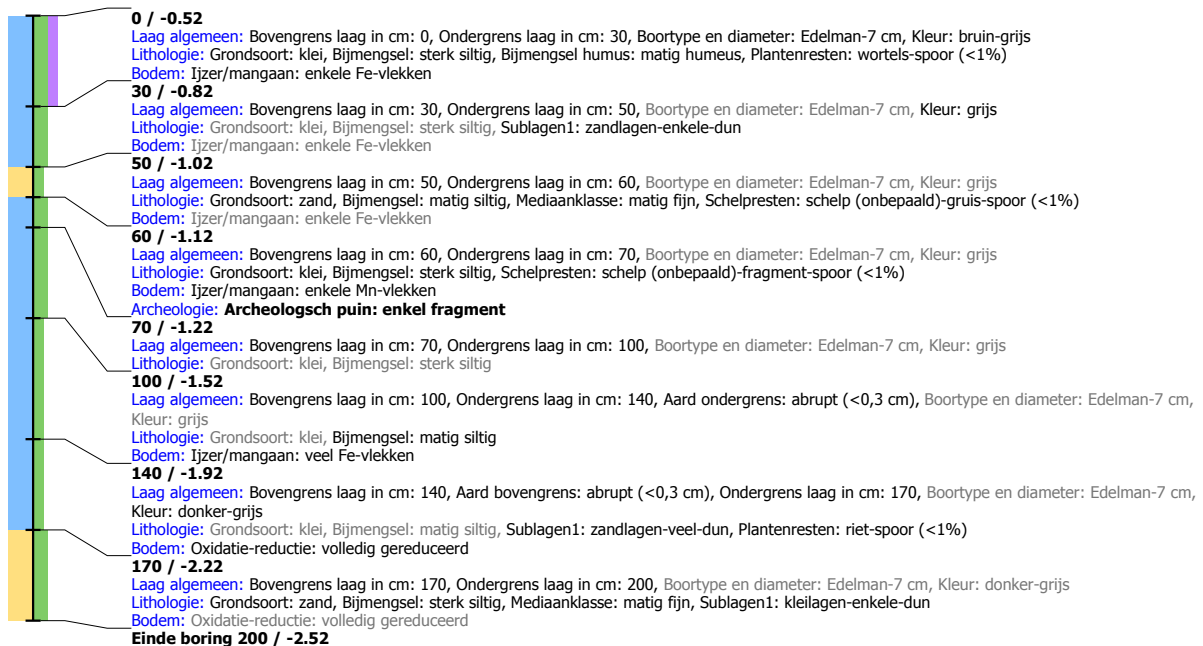 0 / -0.52
Laag algemeen: Bovengrens laag in cm: 0, Ondergrens laag in cm: 30, Boortype en diameter: Edelman-7 cm, Kleur: bruin-grijs
Lithologie: Grondsoort: klei, Bijmengsel: sterk siltig, Bijmengsel humus: matig humeus, Plantenresten: wortels-spoor (<1%)
Bodem: Ijzer/mangaan: enkele Fe-vlekken
30 / -0.82
Laag algemeen: Bovengrens laag in cm: 30, Ondergrens laag in cm: 50, Boortype en diameter: Edelman-7 cm, Kleur: grijs
Lithologie: Grondsoort: klei, Bijmengsel: sterk siltig, Sublagen1: zandlagen-enkele-dun
Bodem: Ijzer/mangaan: enkele Fe-vlekken
50 / -1.02
Laag algemeen: Bovengrens laag in cm: 50, Ondergrens laag in cm: 60, Boortype en diameter: Edelman-7 cm, Kleur: grijs
Lithologie: Grondsoort: zand, Bijmengsel: matig siltig, Mediaanklasse: matig fijn, Schelpresten: schelp (onbepaald)-gruis-spoor (<1%)
Bodem: Ijzer/mangaan: enkele Fe-vlekken
60 / -1.12
Laag algemeen: Bovengrens laag in cm: 60, Ondergrens laag in cm: 70, Boortype en diameter: Edelman-7 cm, Kleur: grijs
Lithologie: Grondsoort: klei, Bijmengsel: sterk siltig, Schelpresten: schelp (onbepaald)-fragment-spoor (<1%)
Bodem: Ijzer/mangaan: enkele Mn-vlekken
Archeologie: Archeologsch puin: enkel fragment
70 / -1.22
Laag algemeen: Bovengrens laag in cm: 70, Ondergrens laag in cm: 100, Boortype en diameter: Edelman-7 cm, Kleur: grijs
Lithologie: Grondsoort: klei, Bijmengsel: sterk siltig
100 / -1.52
Laag algemeen: Bovengrens laag in cm: 100, Ondergrens laag in cm: 140, Aard ondergrens: abrupt (<0,3 cm), Boortype en diameter: Edelman-7 cm,
Kleur: grijs
Lithologie: Grondsoort: klei, Bijmengsel: matig siltig
Bodem: Ijzer/mangaan: veel Fe-vlekken
140 / -1.92
Laag algemeen: Bovengrens laag in cm: 140, Aard bovengrens: abrupt (<0,3 cm), Ondergrens laag in cm: 170, Boortype en diameter: Edelman-7 cm,
Kleur: donker-grijs
Lithologie: Grondsoort: klei, Bijmengsel: matig siltig, Sublagen1: zandlagen-veel-dun, Plantenresten: riet-spoor (<1%)
Bodem: Oxidatie-reductie: volledig gereduceerd
170 / -2.22
Laag algemeen: Bovengrens laag in cm: 170, Ondergrens laag in cm: 200, Boortype en diameter: Edelman-7 cm, Kleur: donker-grijs
Lithologie: Grondsoort: zand, Bijmengsel: sterk siltig, Mediaanklasse: matig fijn, Sublagen1: kleilagen-enkele-dun
Bodem: Oxidatie-reductie: volledig gereduceerd
Einde boring 200 / -2.52